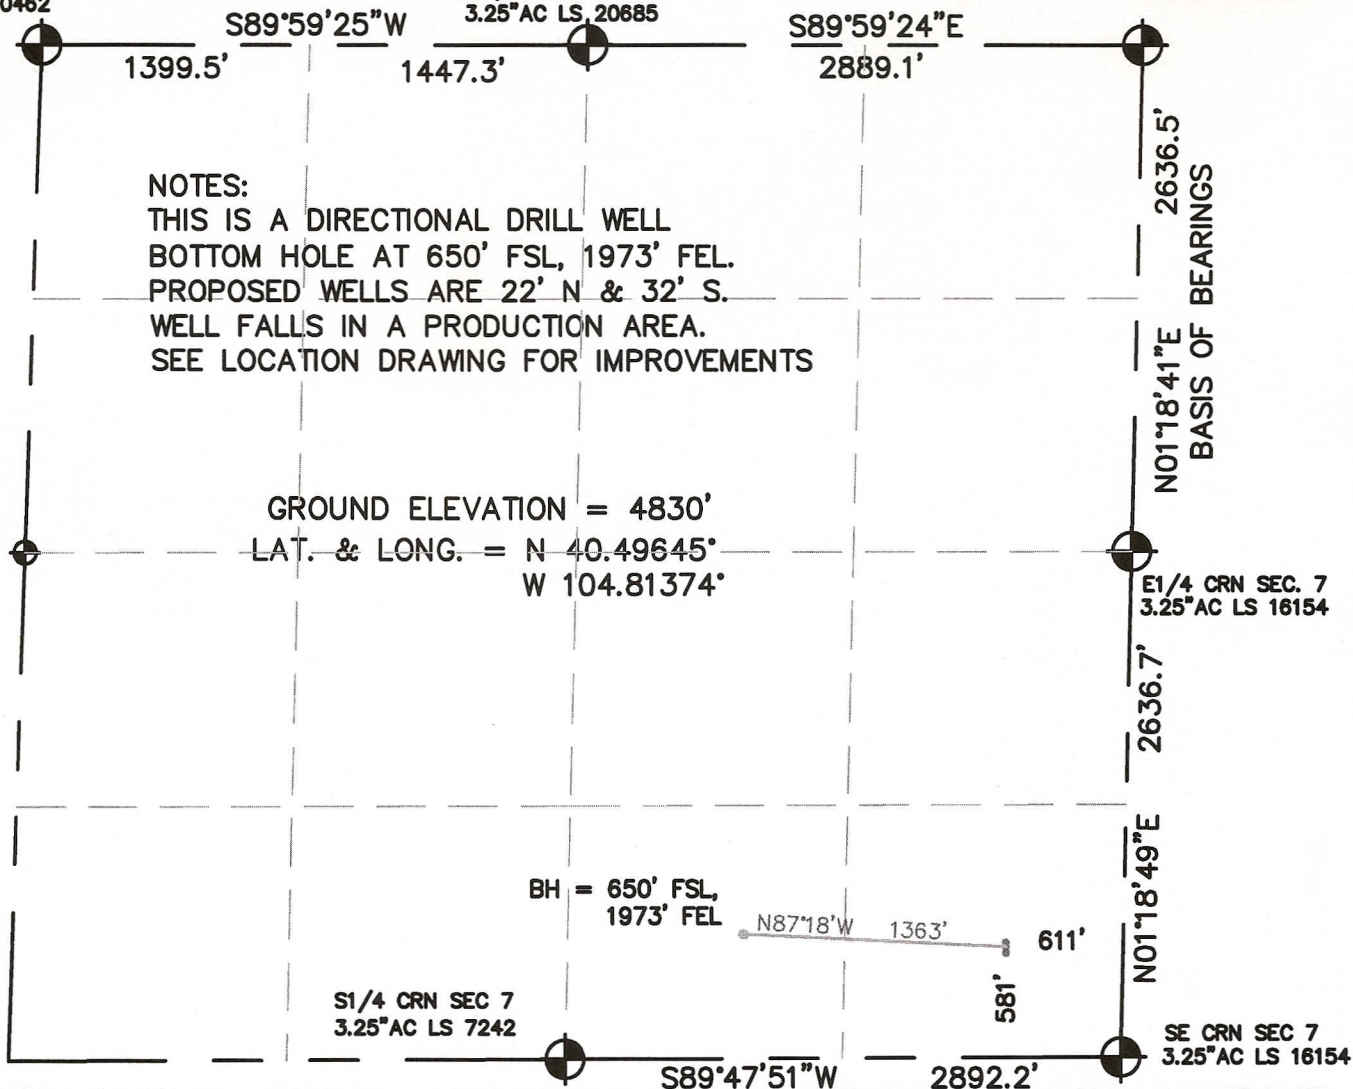 0462
3.25"AC LS 20685
S89°59'25"W
S89°59'24"E
1399.5'
1447.3'
2889.1'
2636.5'
N01°18'41"E
BASIS OF BEARINGS
NOTES:
THIS IS A DIRECTIONAL DRILL WELL
BOTTOM HOLE AT 650' FSL, 1973' FEL.
PROPOSED WELLS ARE 22' N & 32' S.
WELL FALLS IN A PRODUCTION AREA.
SEE LOCATION DRAWING FOR IMPROVEMENTS
GROUND ELEVATION = 4830'
LAT. & LONG. = N 40.49645°
W 104.81374°
E1/4 CRN SEC. 7
3.25"AC LS 16154
2636.7'
N01°18'49"E
BH = 650' FSL,
1973' FEL
N87°18'W 1363'
611'
581'
S1/4 CRN SEC 7
3.25"AC LS 7242
SE CRN SEC 7
3.25"AC LS 16154
S89°47'51"W
2892.2'